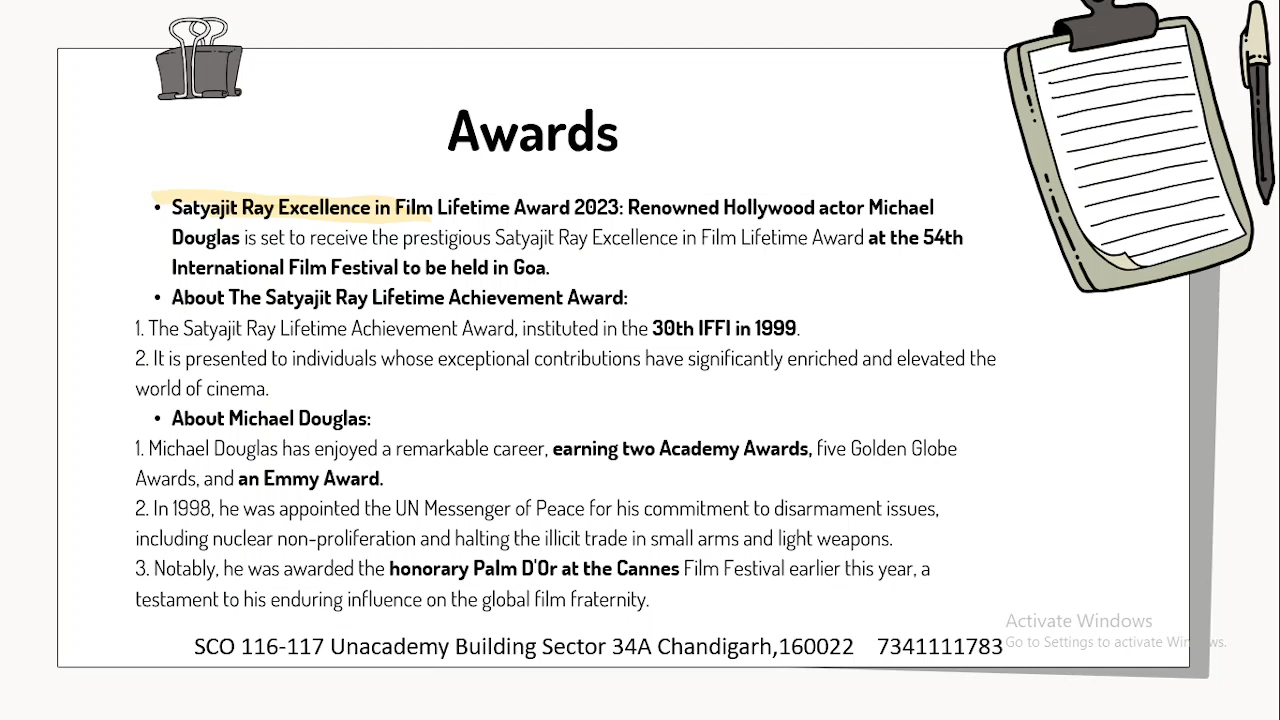 Awards
• Satyajit Ray Excellence in Film Lifetime Award 2023: Renowned Hollywood actor Michael
Douglas is set to receive the prestigious Satyajit Ray Excellence in Film Lifetime Award at the 54th
International Film Festival to be held in Goa.
• About The Satyajit Ray Lifetime Achievement Award:
1. The Satyajit Ray Lifetime Achievement Award, instituted in the 30th IFFI in 1999.
2. It is presented to individuals whose exceptional contributions have significantly enriched and elevated the
world of cinema.
• About Michael Douglas:
1. Michael Douglas has enjoyed a remarkable career, earning two Academy Awards, five Golden Globe
Awards, and an Emmy Award.
2. In 1998, he was appointed the UN Messenger of Peace for his commitment to disarmament issues,
including nuclear non-proliferation and halting the illicit trade in small arms and light weapons.
3. Notably, he was awarded the honorary Palm D'Or at the Cannes Film Festival earlier this year, a
testament to his enduring influence on the global film fraternity.
SCO 116-117 Unacademy Building Sector 34A Chandigarh,160022 7341111783
Activate Windows
Go to Settings to activate Windows.